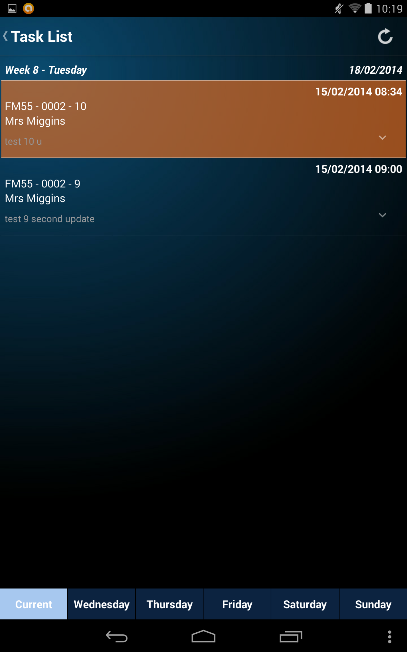 10:19
Task List
Week 8 - Tuesday 18/02/2014
15/02/2014 08:34
FM55 - 0002 - 10
Mrs Miggins
test 10 u
15/02/2014 09:00
FM55 - 0002 - 9
Mrs Miggins
test 9 second update
Current Wednesday Thursday Friday Saturday Sunday